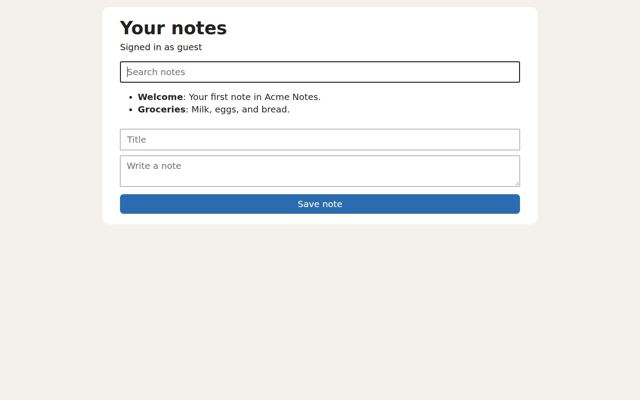 Your notes
Signed in as guest
Search notes
Welcome: Your first note in Acme Notes.
Groceries: Milk, eggs, and bread.
Title
Write a note
Save note